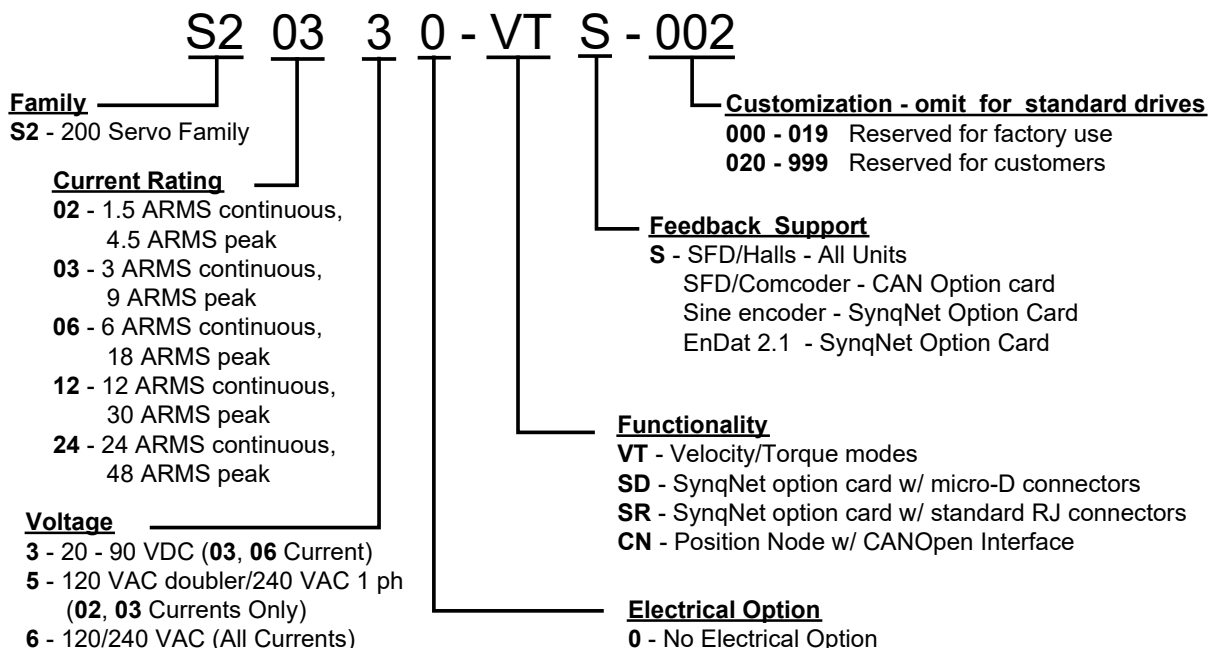 S2 03 3 0 - VT S - 002
Family
S2 - 200 Servo Family
Current Rating
02 - 1.5 ARMS continuous,
4.5 ARMS peak
03 - 3 ARMS continuous,
9 ARMS peak
06 - 6 ARMS continuous,
18 ARMS peak
12 - 12 ARMS continuous,
30 ARMS peak
24 - 24 ARMS continuous,
48 ARMS peak
Voltage
3 - 20 - 90 VDC (03, 06 Current)
5 - 120 VAC doubler/240 VAC 1 ph
(02, 03 Currents Only)
6 - 120/240 VAC (All Currents)
Customization - omit for standard drives
000 - 019 Reserved for factory use
020 - 999 Reserved for customers
Feedback Support
S - SFD/Halls - All Units
SFD/Comcoder - CAN Option card
Sine encoder - SynqNet Option Card
EnDat 2.1 - SynqNet Option Card
Functionality
VT - Velocity/Torque modes
SD - SynqNet option card w/ micro-D connectors
SR - SynqNet option card w/ standard RJ connectors
CN - Position Node w/ CANOpen Interface
Electrical Option
0 - No Electrical Option